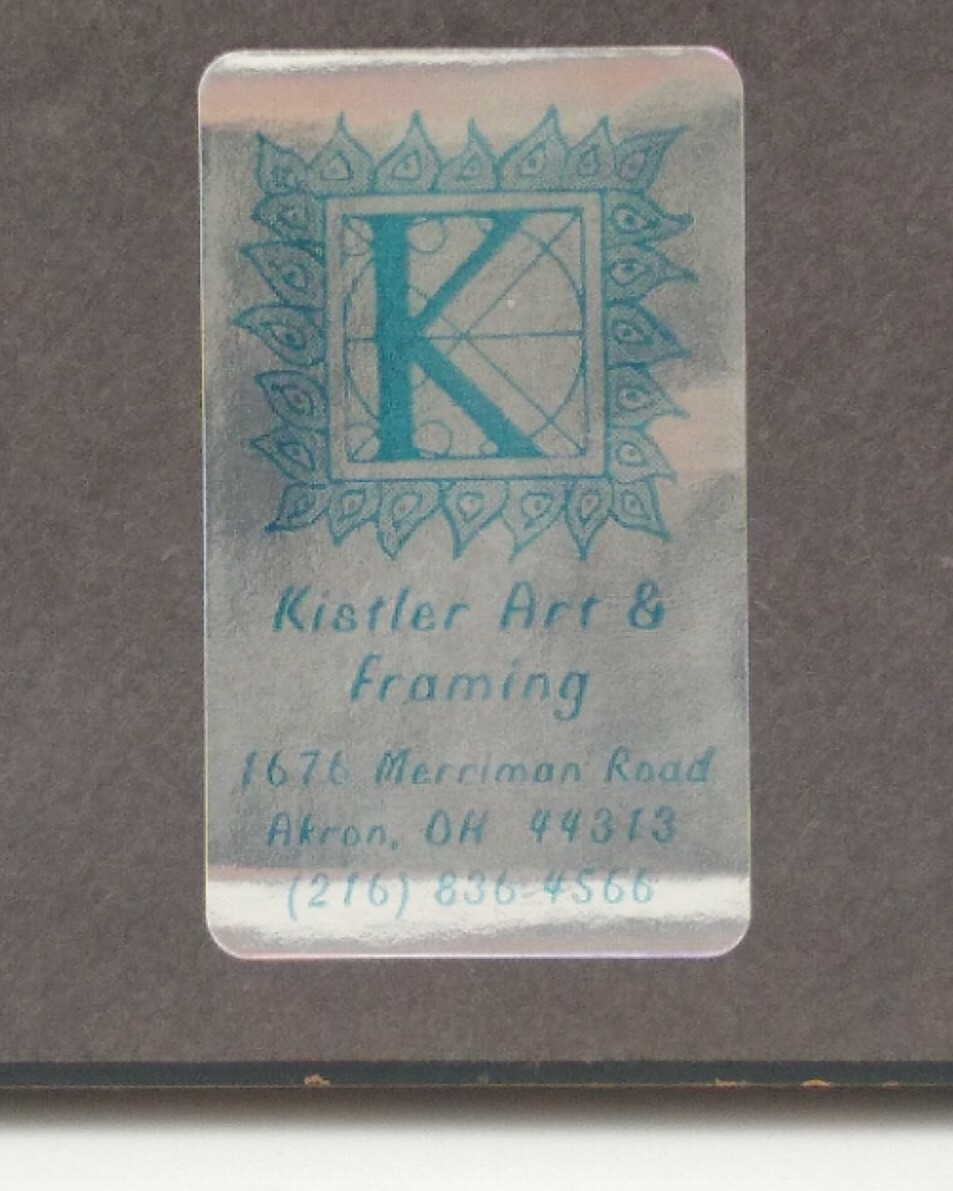 K
Kistler Art &
Framing
1676 Merriman Road
Akron, OH 44313
(216) 836-4566